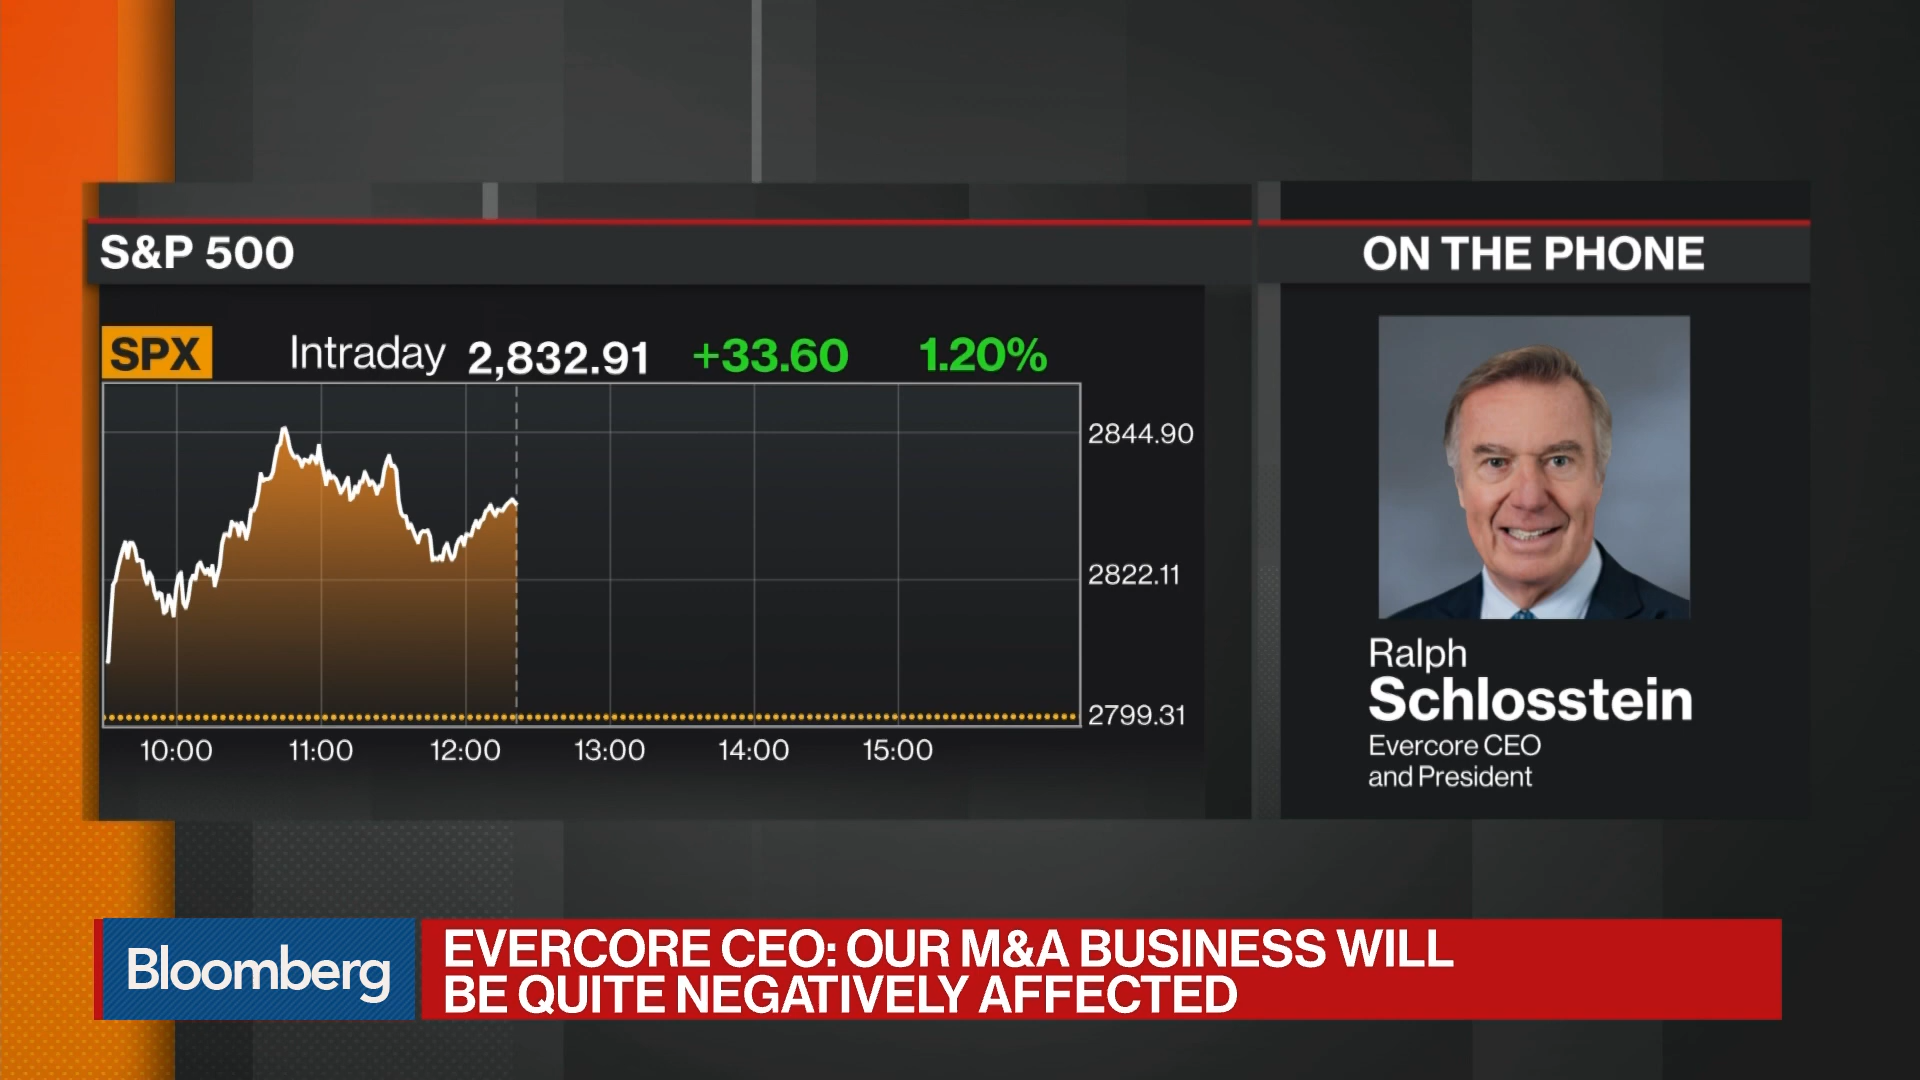 S&P 500
SPX Intraday 2,832.91 +33.60 1.20%
2844.90
2822.11
2799.31
10:00 11:00 12:00 13:00 14:00 15:00
ON THE PHONE
Ralph
Schlosstein
Evercore CEO
and President
Bloomberg
EVERCORE CEO: OUR M&A BUSINESS WILL
BE QUITE NEGATIVELY AFFECTED